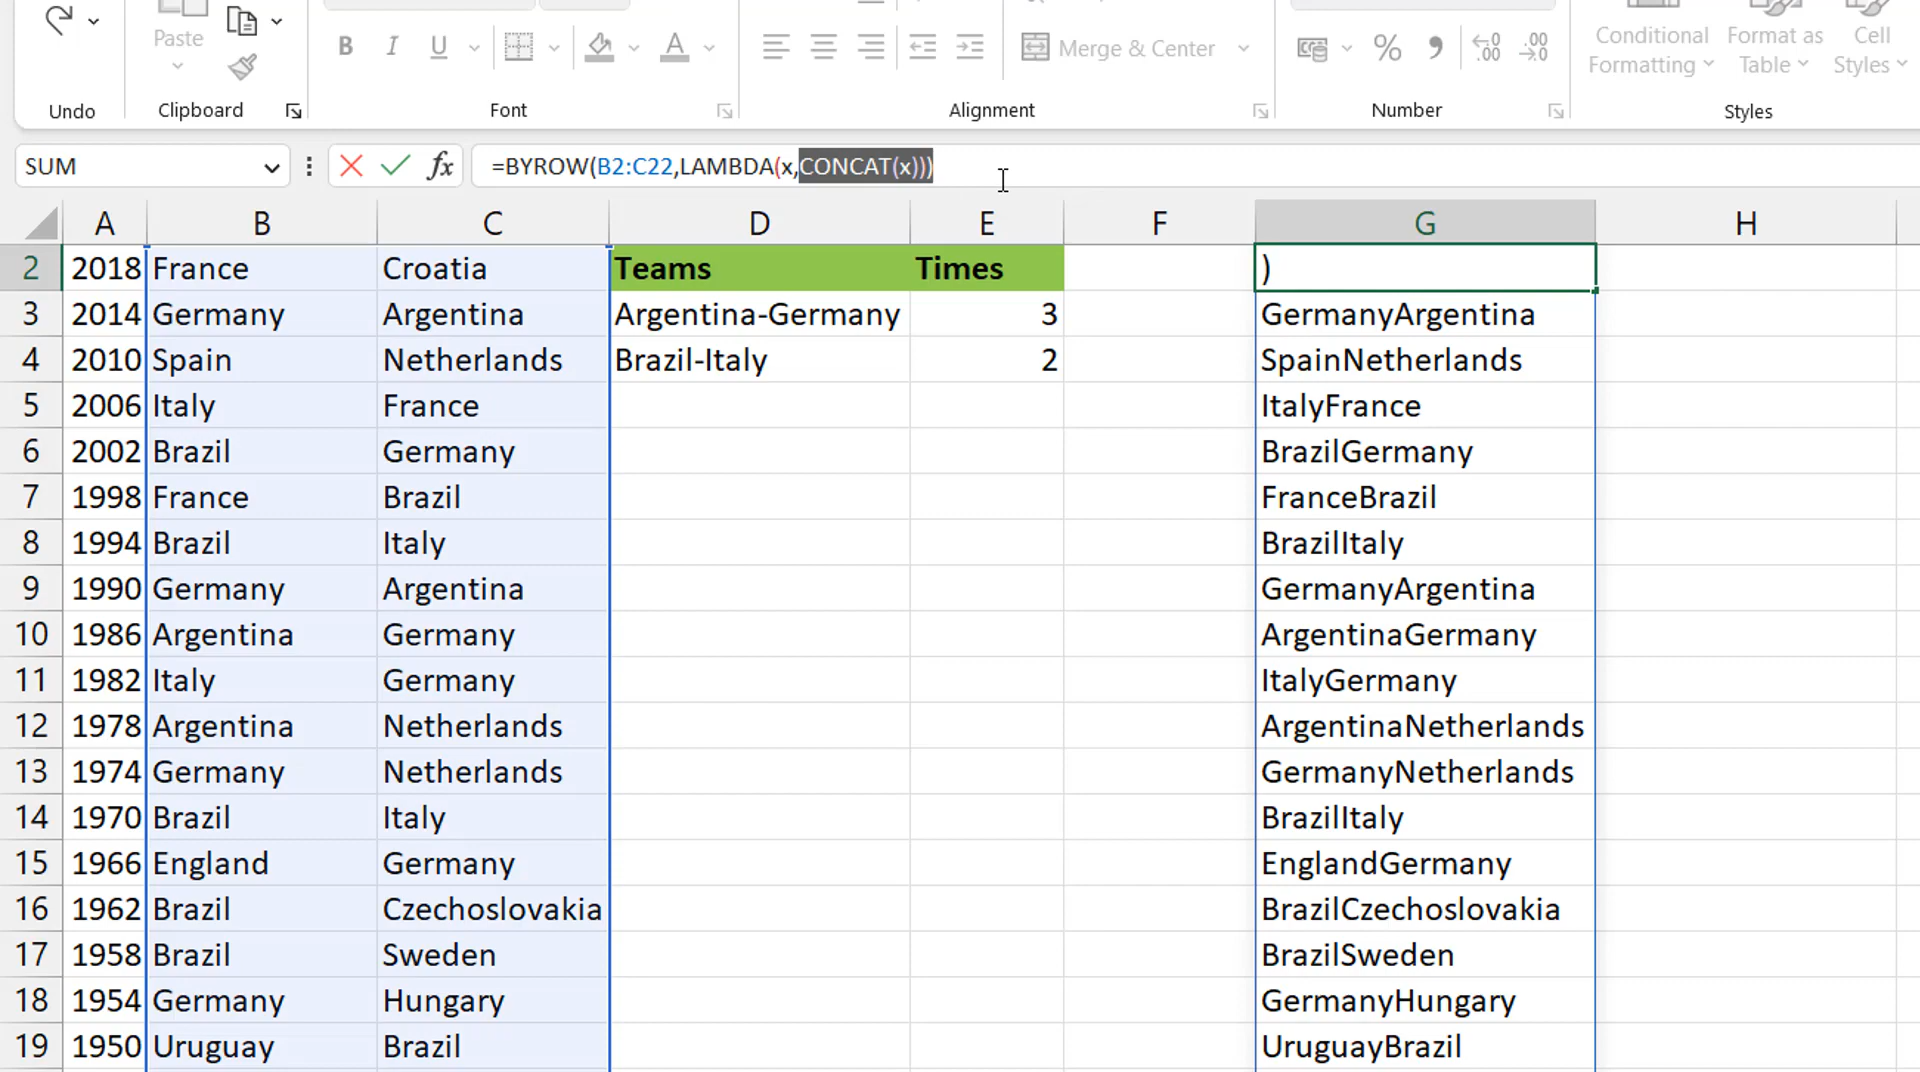 Paste
Merge & Center
Conditional
Formatting
Format as
Table
Cell
Styles
Undo
Clipboard
Font
Alignment
Number
Styles
SUM
fx
=BYROW(B2:C22,LAMBDA(x,CONCAT(x)))
A B C D E F G H
2 2018 France Croatia Teams Times )
3 2014 Germany Argentina Argentina-Germany 3 GermanyArgentina
4 2010 Spain Netherlands Brazil-Italy 2 SpainNetherlands
5 2006 Italy France ItalyFrance
6 2002 Brazil Germany BrazilGermany
7 1998 France Brazil FranceBrazil
8 1994 Brazil Italy BrazilItaly
9 1990 Germany Argentina GermanyArgentina
10 1986 Argentina Germany ArgentinaGermany
11 1982 Italy Germany ItalyGermany
12 1978 Argentina Netherlands ArgentinaNetherlands
13 1974 Germany Netherlands GermanyNetherlands
14 1970 Brazil Italy BrazilItaly
15 1966 England Germany EnglandGermany
16 1962 Brazil Czechoslovakia BrazilCzechoslovakia
17 1958 Brazil Sweden BrazilSweden
18 1954 Germany Hungary GermanyHungary
19 1950 Uruguay Brazil UruguayBrazil